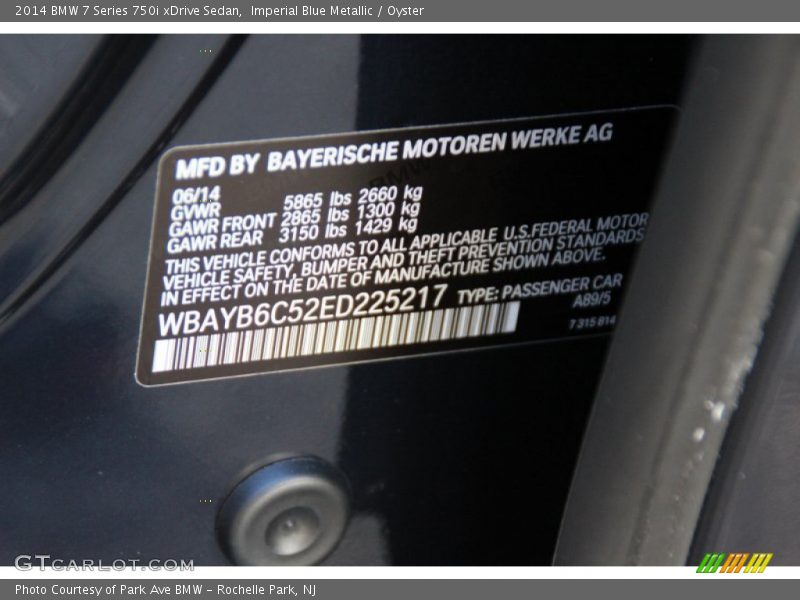 2014 BMW 7 Series 750i xDrive Sedan,  Imperial Blue Metallic / Oyster
MFD BY BAYERISCHE MOTOREN WERKE AG
06/14
GVWR 5865 lbs 2660 kg
GAWR FRONT 2865 lbs 1300 kg
GAWR REAR 3150 lbs 1429 kg
THIS VEHICLE CONFORMS TO ALL APPLICABLE U.S.FEDERAL MOTOR
VEHICLE SAFETY, BUMPER AND THEFT PREVENTION STANDARDS
IN EFFECT ON THE DATE OF MANUFACTURE SHOWN ABOVE.
WBAYB6C52ED225217 TYPE: PASSENGER CAR
A89/5
7 315 814
GTcarlot.com
Photo Courtesy of Park Ave BMW - Rochelle Park, NJ